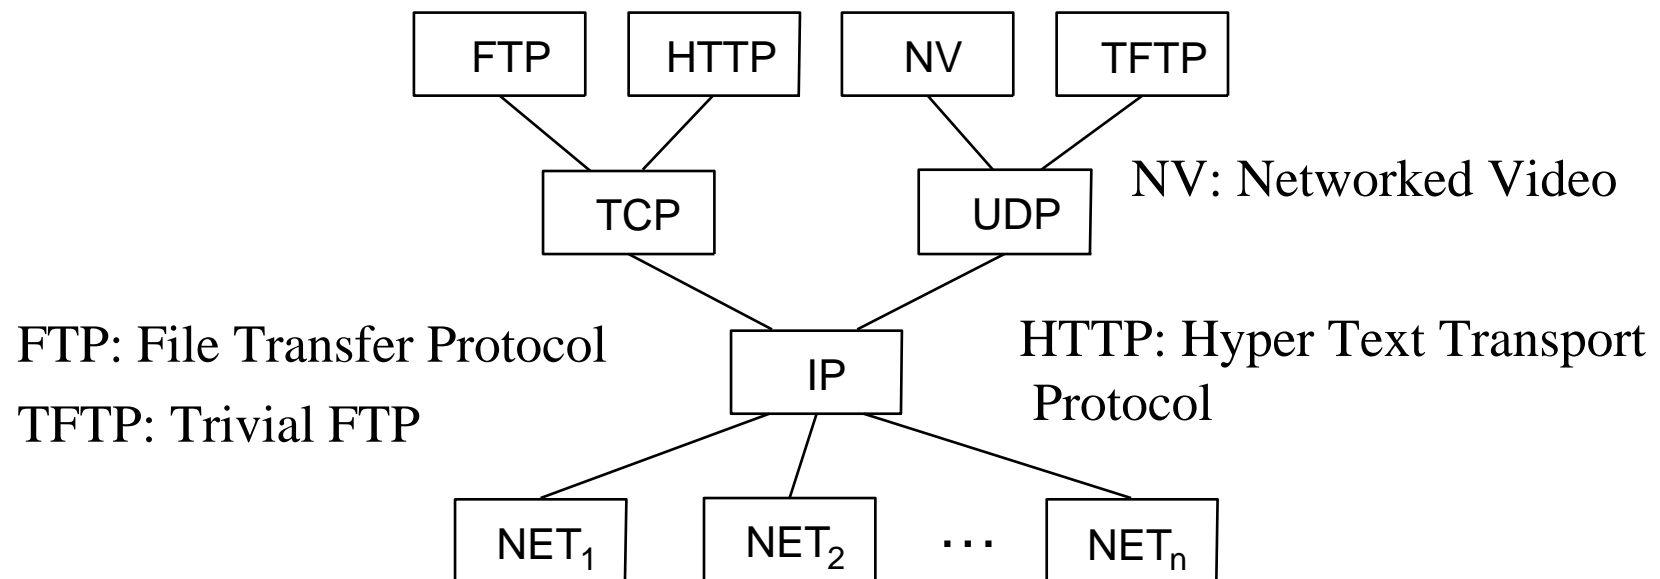 FTP HTTP NV TFTP
TCP UDP
NV: Networked Video
FTP: File Transfer Protocol
TFTP: Trivial FTP
IP
HTTP: Hyper Text Transport
Protocol
NET₁ NET₂ ... NETₙ